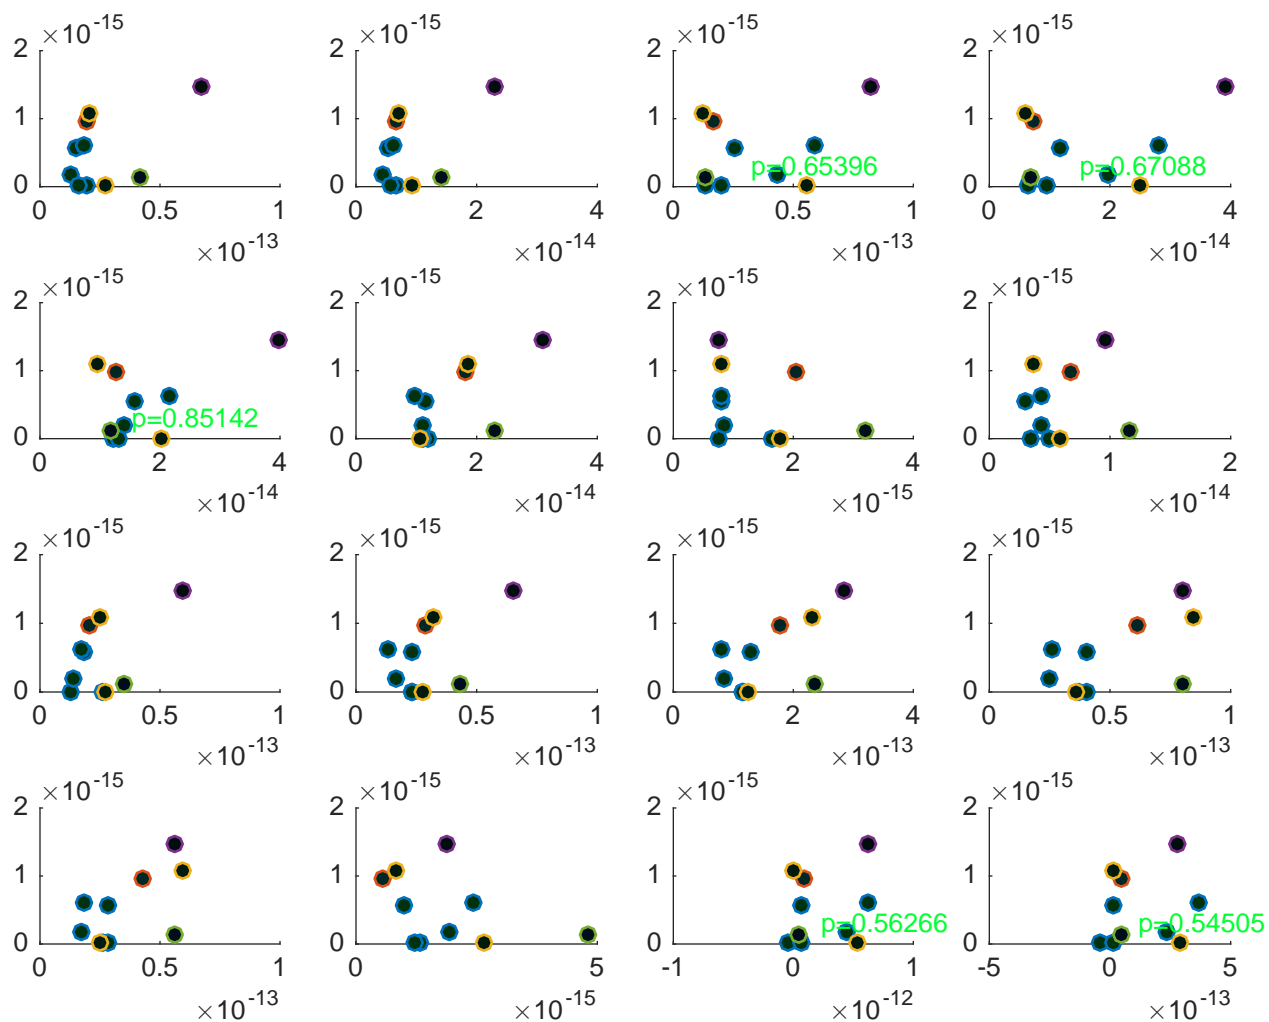 ×10-15 ×10-15 ×10-15 ×10-15
2 2 2 2
1 1 1 1
p=0.65396 p=0.67088
0 0 0 0
0 0.5 1 0 2 4 0 0.5 1 0 2 4
×10-13 ×10-14 ×10-13 ×10-14
×10-15 ×10-15 ×10-15 ×10-15
2 2 2 2
1 1 1 1
p=0.85142
0 0 0 0
0 2 4 0 2 4 0 2 4 0 1 2
×10-14 ×10-14 ×10-15 ×10-14
×10-15 ×10-15 ×10-15 ×10-15
2 2 2 2
1 1 1 1
0 0 0 0
0 0.5 1 0 0.5 1 0 2 4 0 0.5 1
×10-13 ×10-13 ×10-13 ×10-13
×10-15 ×10-15 ×10-15 ×10-15
2 2 2 2
1 1 1 1
p=0.56266 p=0.54505
0 0 0 0
0 0.5 1 0 5 -1 0 1 -5 0 5
×10-13 ×10-15 ×10-12 ×10-13